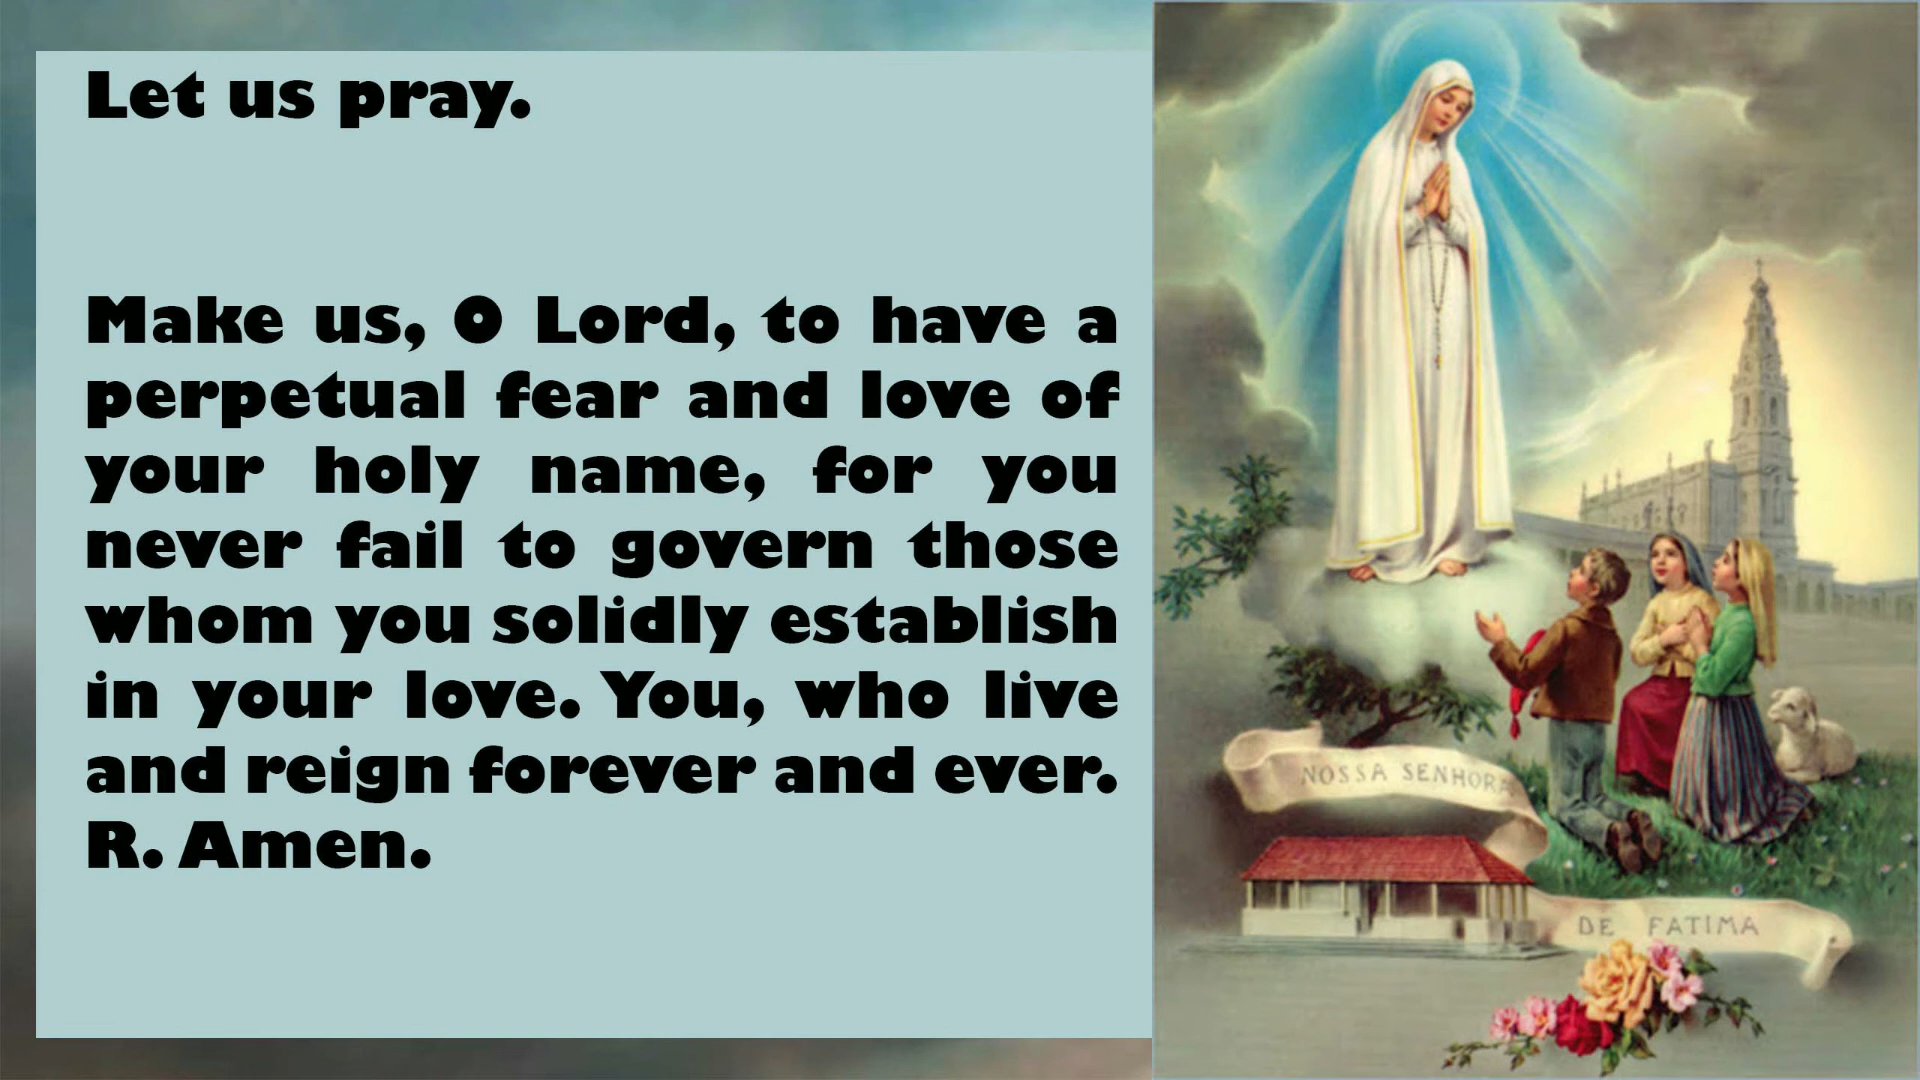 Let us pray.
Make us, O Lord, to have a
perpetual fear and love of
your holy name, for you
never fail to govern those
whom you solidly establish
in your love. You, who live
and reign forever and ever.
R. Amen.
NOSSA SENHORA
DE FATIMA